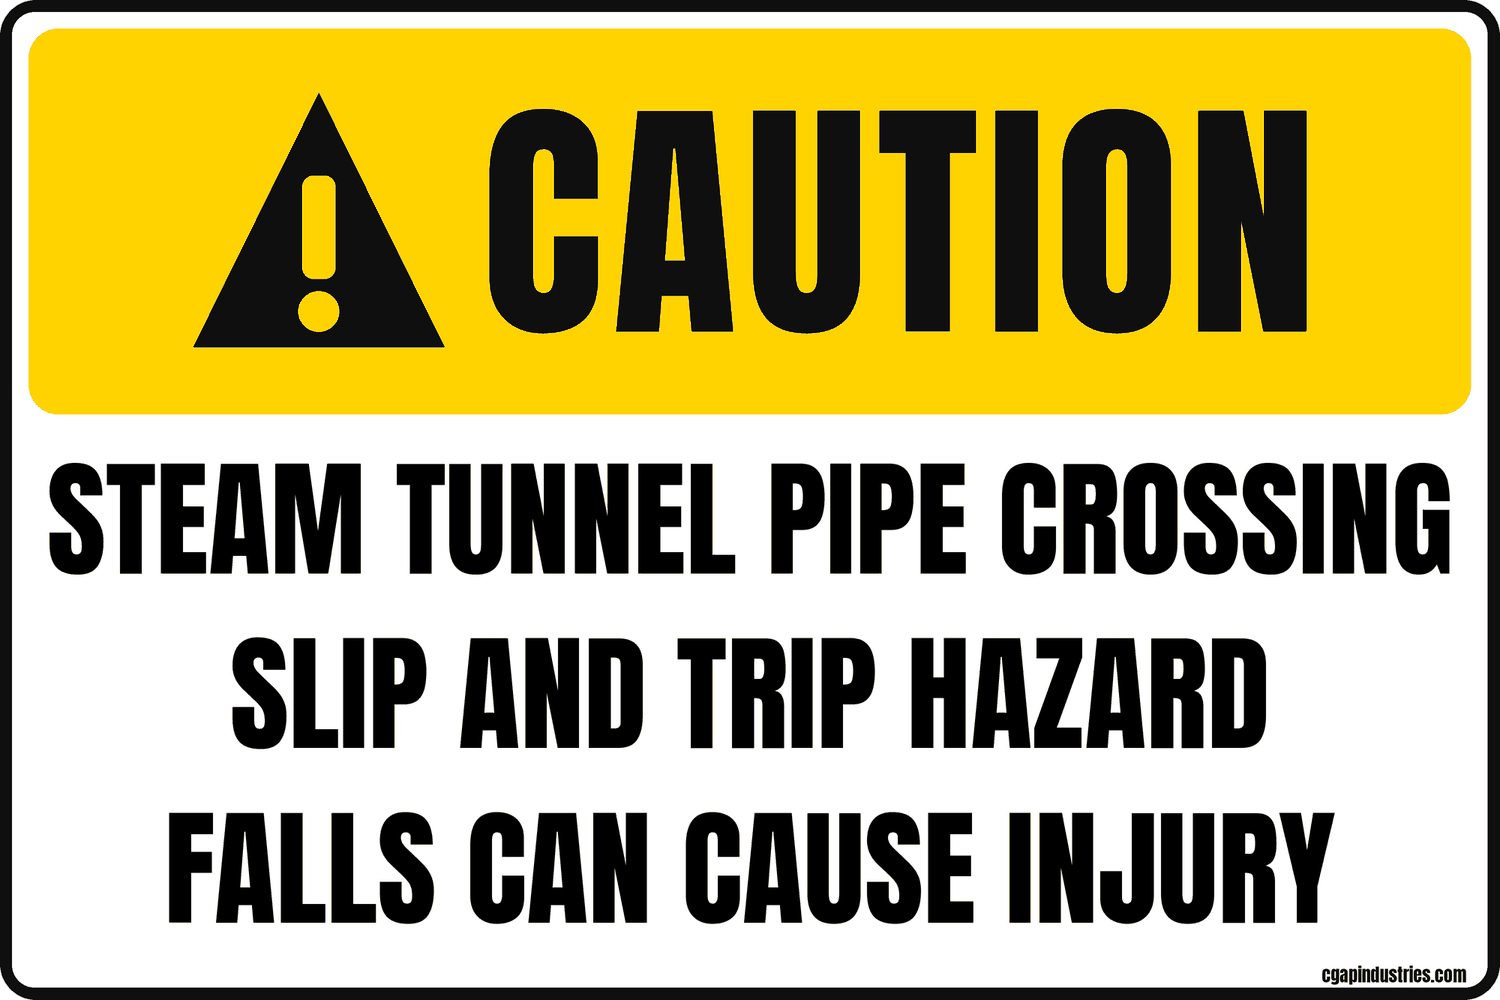 CAUTION
STEAM TUNNEL PIPE CROSSING
SLIP AND TRIP HAZARD
FALLS CAN CAUSE INJURY
cgapindustries.com